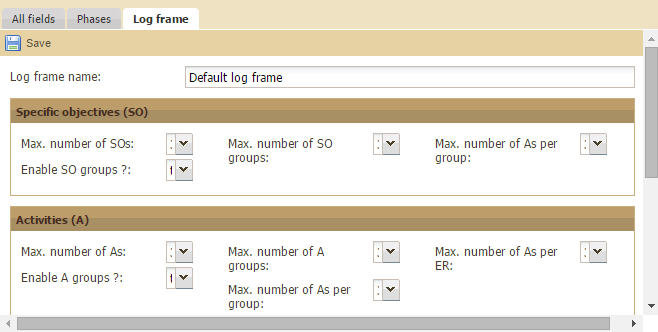 All fields Phases Log frame
Save
Log frame name: Default log frame
Specific objectives (SO)
Max. number of SOs: Max. number of SO groups: Max. number of As per group:
Enable SO groups ?:
Activities (A)
Max. number of As: Max. number of A groups: Max. number of As per ER:
Enable A groups ?: Max. number of As per group: